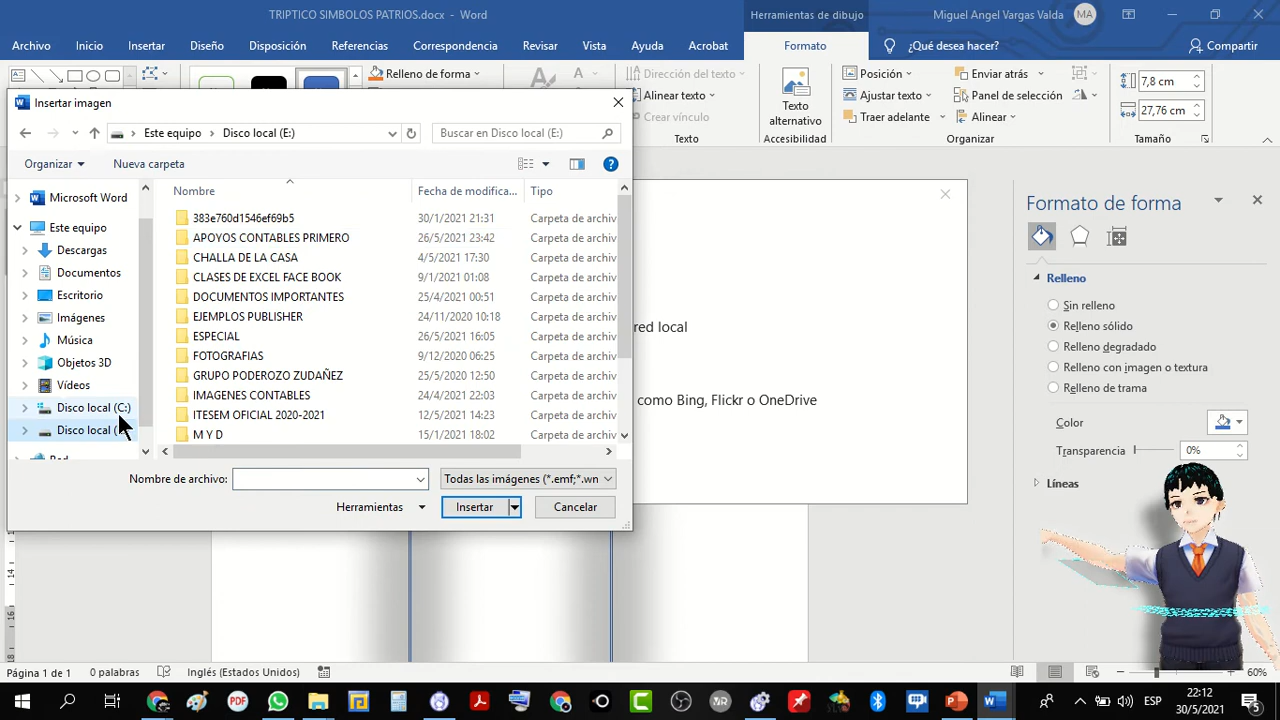 TRIPTICO SIMBOLOS PATRIOS.docx - Word
Herramientas de dibujo
Miguel Angel Vargas Valda
MA
Archivo Inicio Insertar Diseño Disposición Referencias Correspondencia Revisar Vista Ayuda Acrobat Formato ¿Qué desea hacer? Compartir
Relleno de forma
Dirección del texto
Alinear texto
Crear vínculo
Texto
Texto
alternativo
Accesibilidad
Posición
Ajustar texto
Traer adelante
Enviar atrás
Panel de selección
Alinear
Organizar
7,8 cm
27,76 cm
Tamaño
Insertar imagen
Este equipo
Disco local (E:)
Buscar en Disco local (E:)
Organizar
Nueva carpeta
Microsoft Word
Este equipo
Descargas
Documentos
Escritorio
Imágenes
Música
Objetos 3D
Vídeos
Disco local (C:)
Disco local (
Red
Nombre Fecha de modifica... Tipo
383e760d1546ef69b5 30/1/2021 21:31 Carpeta de archiv
APOYOS CONTABLES PRIMERO 26/5/2021 23:42 Carpeta de archiv
CHALLA DE LA CASA 4/5/2021 17:30 Carpeta de archiv
CLASES DE EXCEL FACE BOOK 9/1/2021 01:08 Carpeta de archiv
DOCUMENTOS IMPORTANTES 25/4/2021 00:51 Carpeta de archiv
EJEMPLOS PUBLISHER 24/11/2020 10:18 Carpeta de archiv
ESPECIAL 26/5/2021 16:05 Carpeta de archiv
FOTOGRAFIAS 9/12/2020 06:25 Carpeta de archiv
GRUPO PODEROZO ZUDAÑEZ 25/5/2020 12:50 Carpeta de archiv
IMAGENES CONTABLES 24/4/2021 22:03 Carpeta de archiv
ITESEM OFICIAL 2020-2021 12/5/2021 14:23 Carpeta de archiv
M Y D 15/1/2021 18:02 Carpeta de archiv
Nombre de archivo:
Todas las imágenes (*.emf;*.wn
Herramientas
Insertar
Cancelar
red local
como Bing, Flickr o OneDrive
Formato de forma
Relleno
Sin relleno
Relleno sólido
Relleno degradado
Relleno con imagen o textura
Relleno de trama
Color
Transparencia
0%
Líneas
14
16
18
Página 1 de 1
0 palabras
Inglés (Estados Unidos)
60%
PDF
ESP
22:12
30/5/2021
5